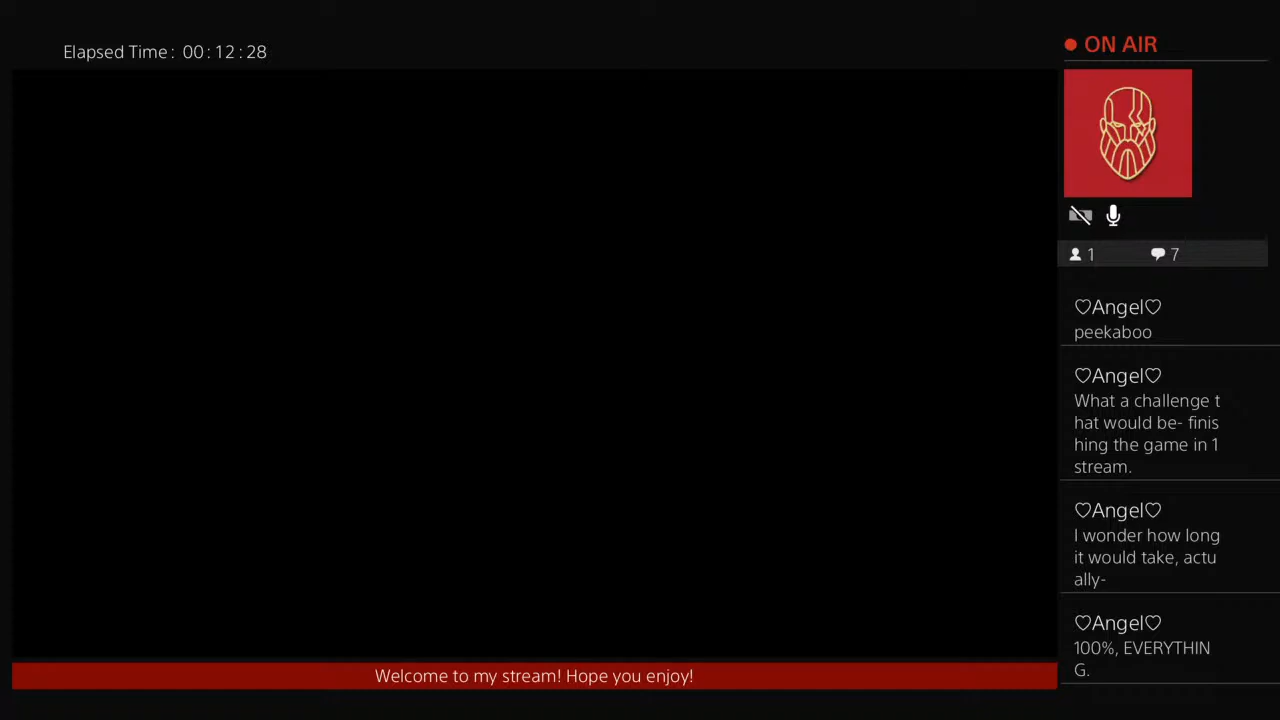 Elapsed Time: 00:12:28
ON AIR
1 7
♡Angel♡
peekaboo
♡Angel♡
What a challenge t
hat would be- finis
hing the game in 1
stream.
♡Angel♡
I wonder how long
it would take, actu
ally-
♡Angel♡
100%, EVERYTHIN
G.
Welcome to my stream! Hope you enjoy!